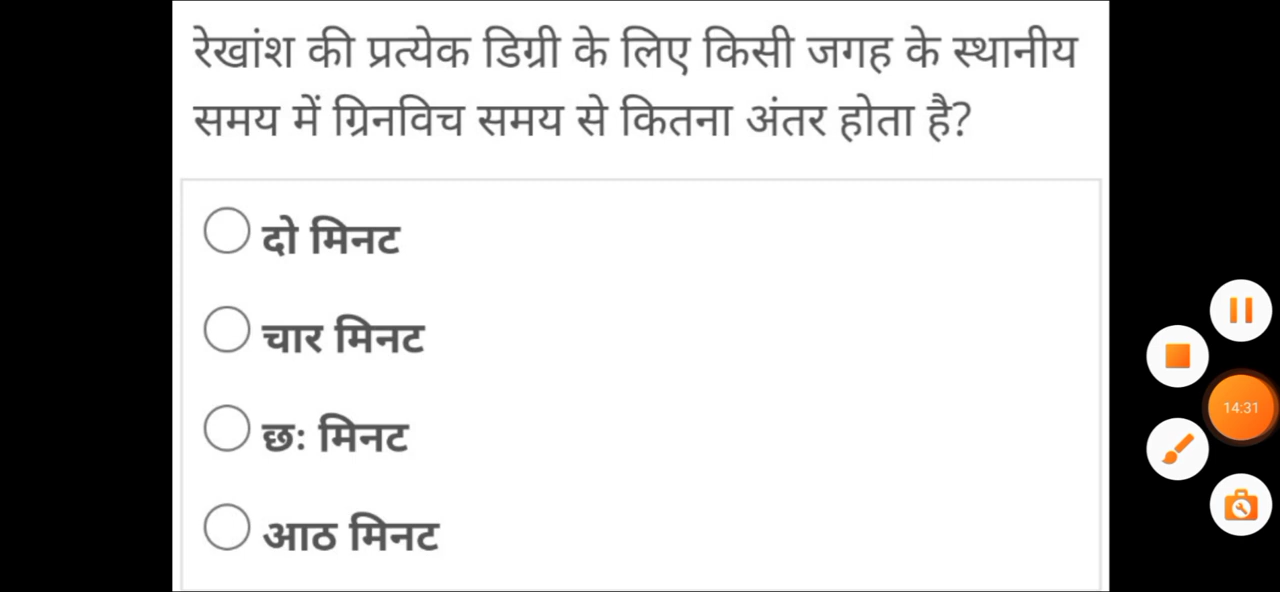 रेखांश की प्रत्येक डिग्री के लिए किसी जगह के स्थानीय
समय में ग्रिनविच समय से कितना अंतर होता है?
दो मिनट
चार मिनट
छः मिनट
आठ मिनट
14:31